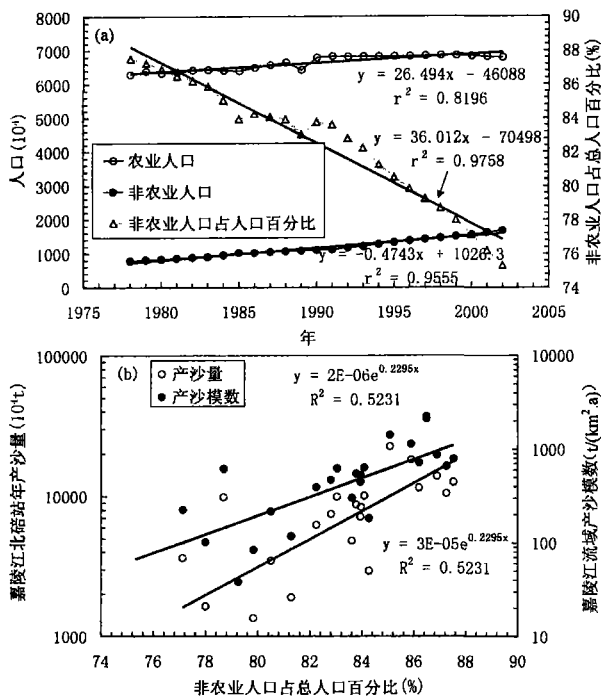 (a)
8000
7000
6000
5000
4000
3000
2000
1000
0
人口(10⁴)
90
88
86
84
82
80
78
76
74
非农业人口占总人口百分比(%)
y = 26.494x - 46088
r² = 0.8196
y = 36.012x - 70498
r² = 0.9758
农业人口
非农业人口
非农业人口占人口百分比
y = -0.4743x + 1026.3
r² = 0.9555
1975 1980 1985 1990 1995 2000 2005
年
(b)
产沙量
产沙模数
y = 2E-06e^0.2295x
R² = 0.5231
100000
10000
1000
嘉陵江北碚站年产沙量(10⁴t)
10000
1000
100
10
嘉陵江流域产沙模数(t/(km².a)
y = 3E-05e^0.2295x
R² = 0.5231
74 76 78 80 82 84 86 88 90
非农业人口占总人口百分比(%)